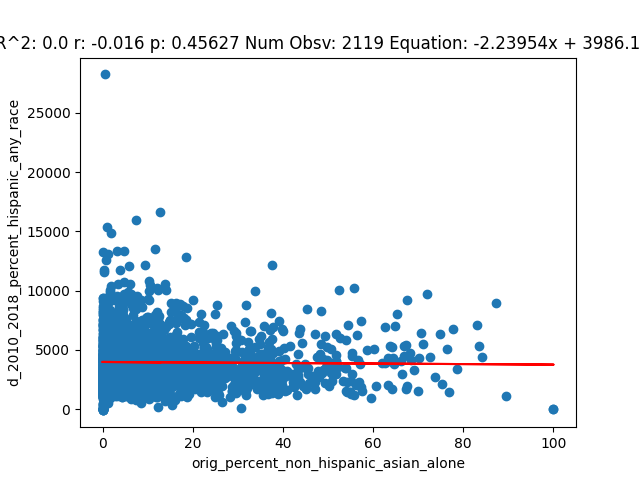 R^2: 0.0 r: -0.016 p: 0.45627 Num Obsv: 2119 Equation: -2.23954x + 3986.1
25000
20000
15000
10000
5000
0
d_2010_2018_percent_hispanic_any_race
0 20 40 60 80 100
orig_percent_non_hispanic_asian_alone